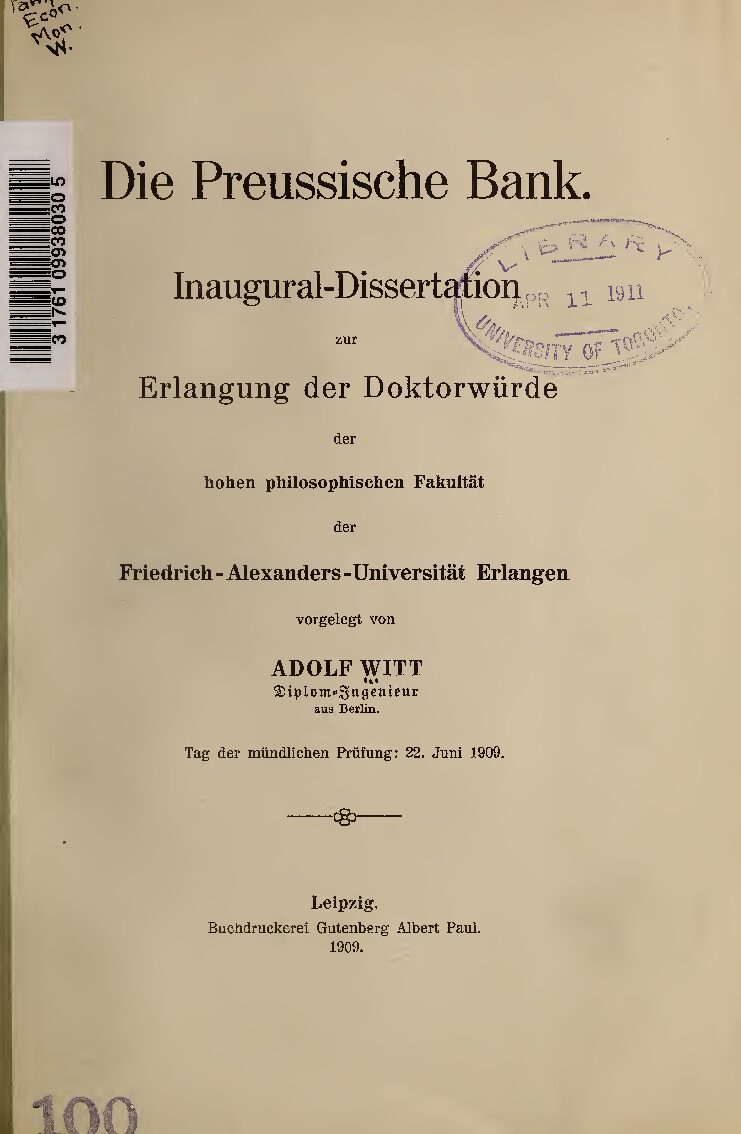 Econ.
Mon.
W.
3 1761 09938030 5
Die Preussische Bank.
LIBRARY
APR 11 1911
UNIVERSITY OF TORONTO
Inaugural-Dissertation
zur
Erlangung der Doktorwürde
der
hohen philosophischen Fakultät
der
Friedrich-Alexanders-Universität Erlangen
vorgelegt von
ADOLF WITT
Diplom-Ingenieur
aus Berlin.
Tag der mündlichen Prüfung: 22. Juni 1909.
Leipzig.
Buchdruckerei Gutenberg Albert Paul.
1909.
100